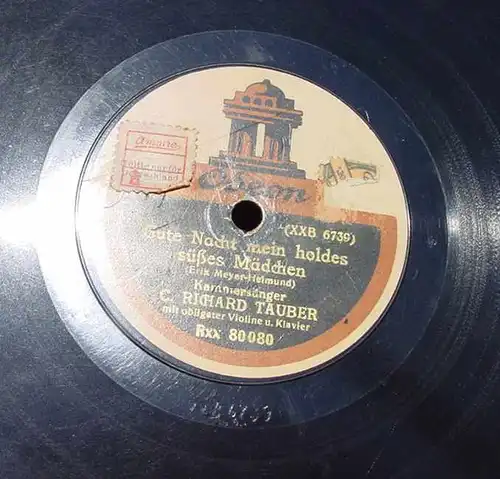 Odeon
(XXB 6739)
Gute Nacht mein holdes
süßes Mädchen
(Erik Meyer-Helmund)
Kammersänger
C. RICHARD TAUBER
mit obligater Violine u. Klavier
Rxx 80080